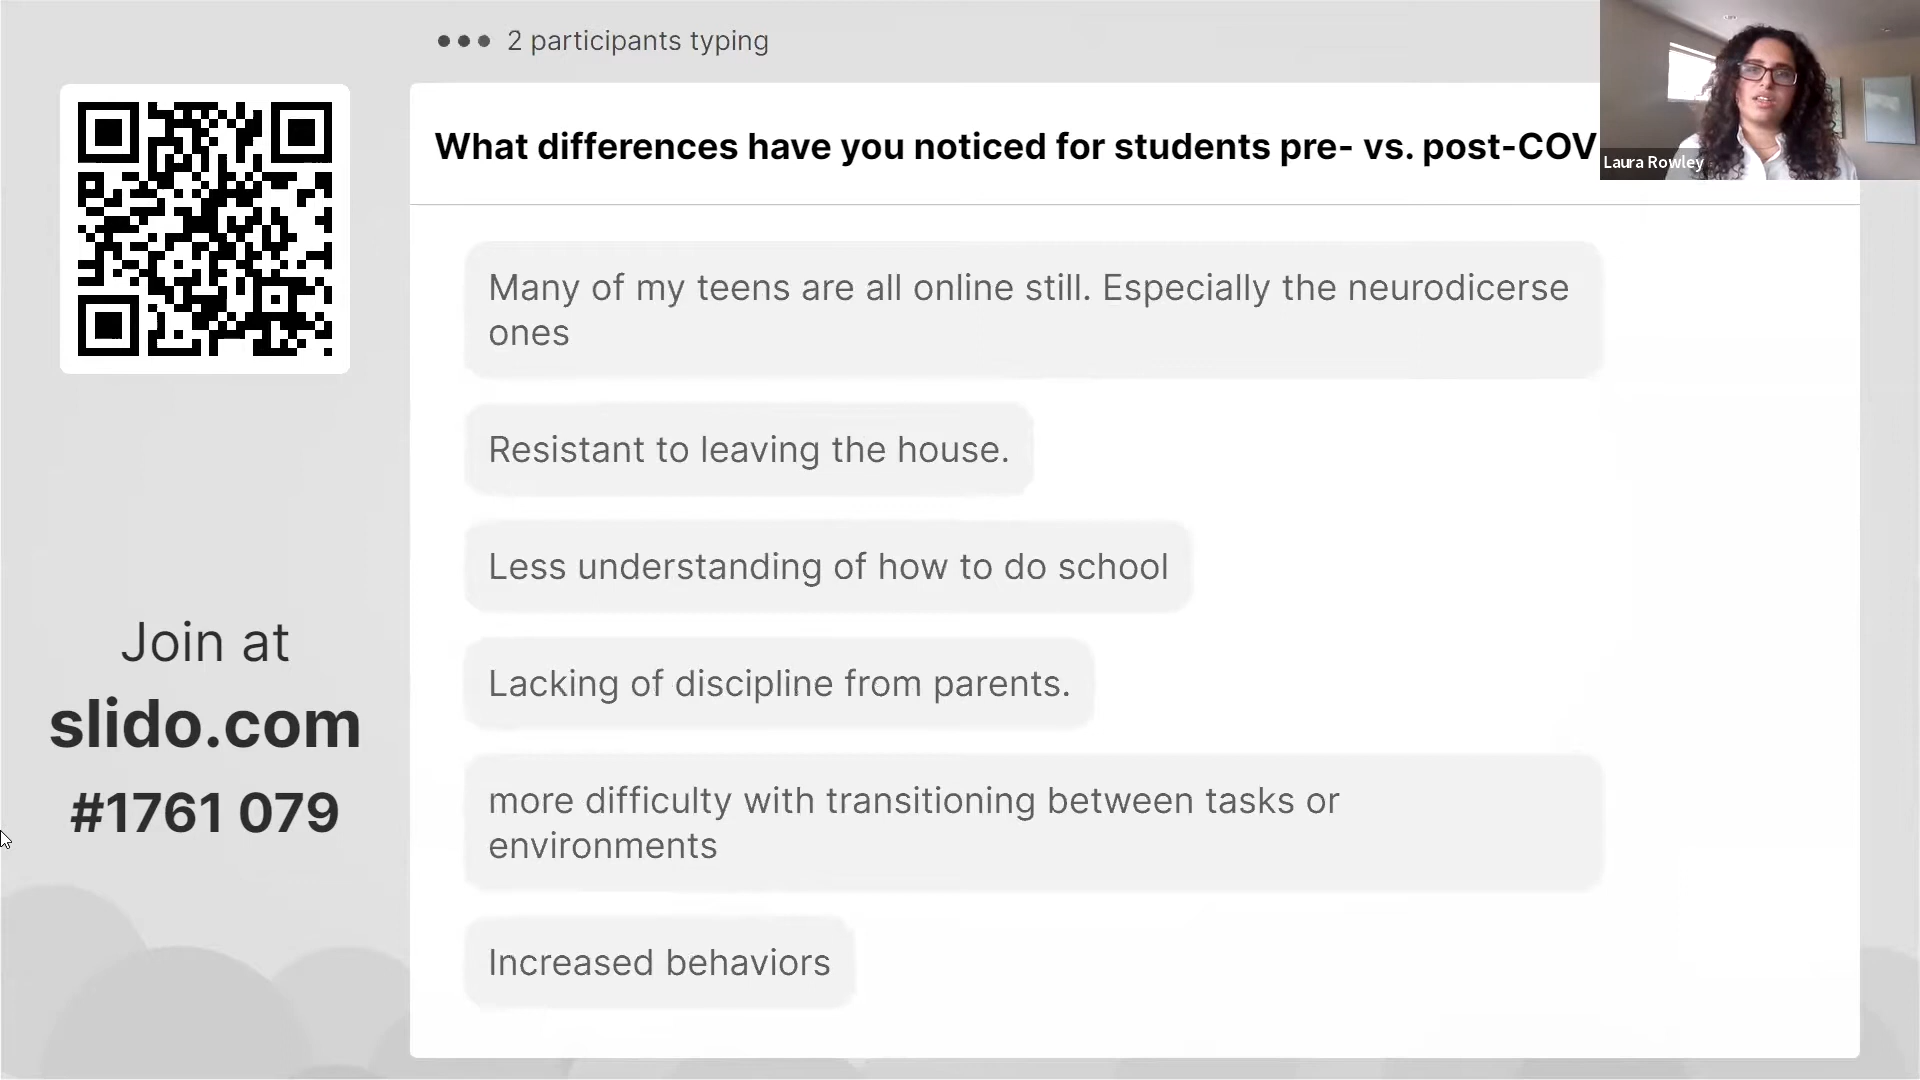 2 participants typing
What differences have you noticed for students pre- vs. post-COV
Laura Rowley
Many of my teens are all online still. Especially the neurodicerse
ones
Resistant to leaving the house.
Less understanding of how to do school
Lacking of discipline from parents.
more difficulty with transitioning between tasks or
environments
Increased behaviors
Join at
slido.com
#1761 079